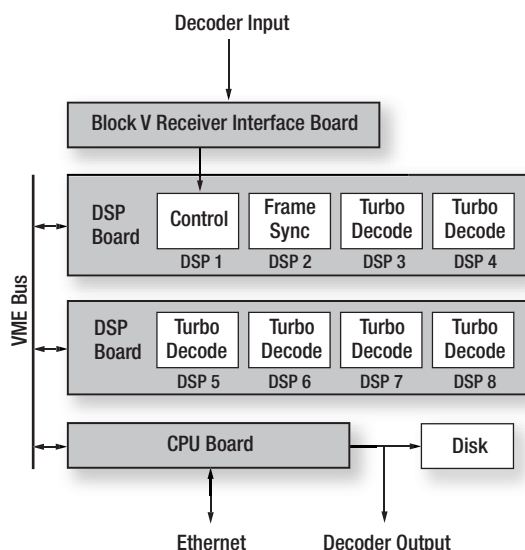 Decoder Input
Block V Receiver Interface Board
VME Bus
DSP
Board
Control
Frame
Sync
Turbo
Decode
Turbo
Decode
DSP 1
DSP 2
DSP 3
DSP 4
DSP
Board
Turbo
Decode
Turbo
Decode
Turbo
Decode
Turbo
Decode
DSP 5
DSP 6
DSP 7
DSP 8
CPU Board
Disk
Ethernet
Decoder Output